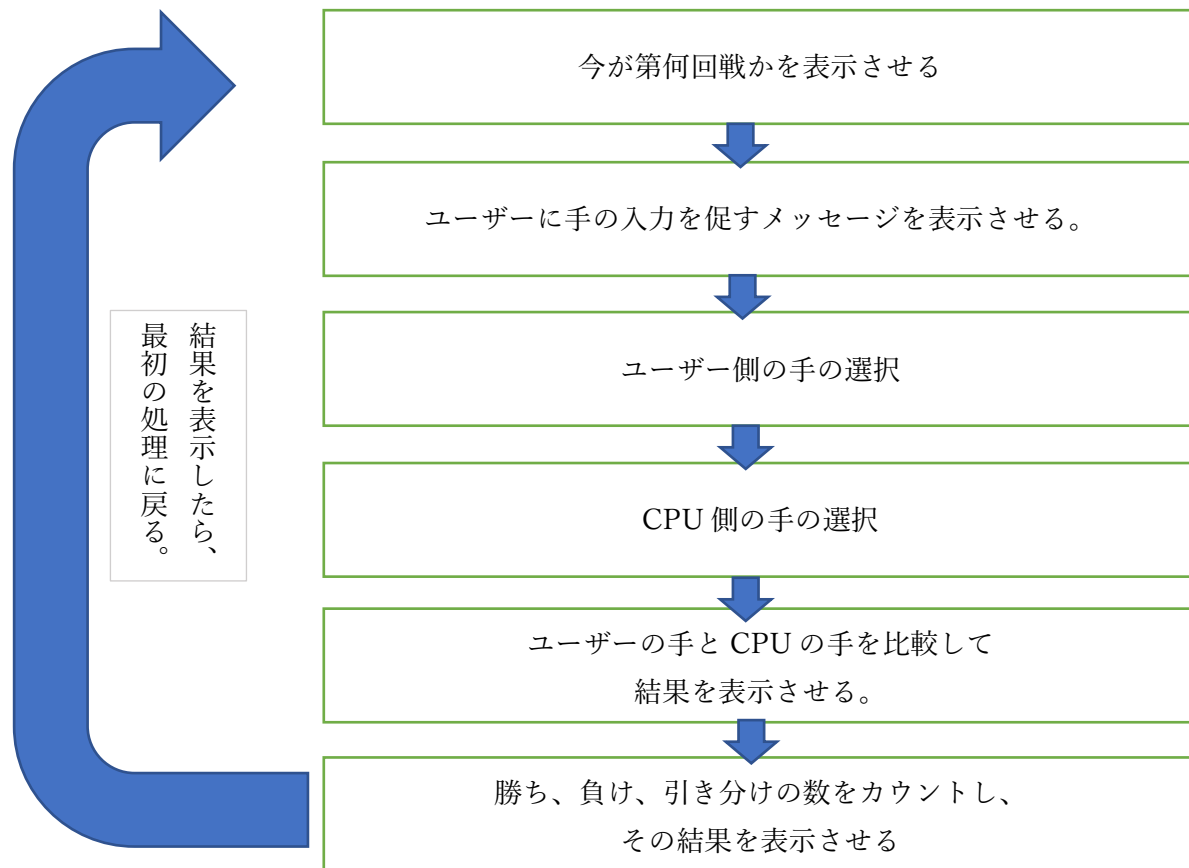 今が第何回戦かを表示させる
ユーザーに手の入力を促すメッセージを表示させる。
ユーザー側の手の選択
CPU 側の手の選択
ユーザーの手と CPU の手を比較して
結果を表示させる。
勝ち、負け、引き分けの数をカウントし、
その結果を表示させる
結果を表示したら、
最初の処理に戻る。